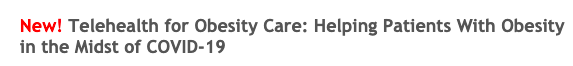 New! Telehealth for Obesity Care: Helping Patients With Obesity
in the Midst of COVID-19